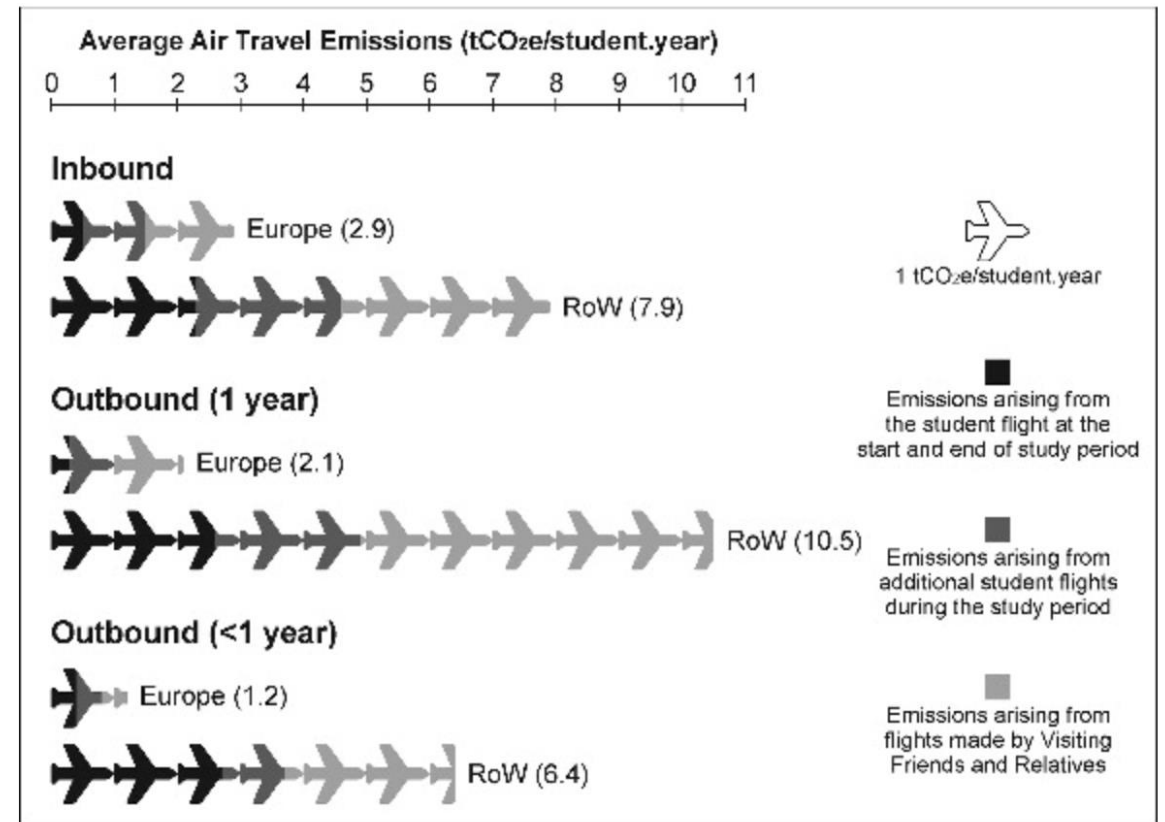 Average Air Travel Emissions (tCO₂e/student.year)
0 1 2 3 4 5 6 7 8 9 10 11
Inbound
Europe (2.9)
RoW (7.9)
Outbound (1 year)
Europe (2.1)
RoW (10.5)
Outbound (<1 year)
Europe (1.2)
RoW (6.4)
1 tCO₂e/student.year
Emissions arising from
the student flight at the
start and end of study period
Emissions arising from
additional student flights
during the study period
Emissions arising from
flights made by Visiting
Friends and Relatives